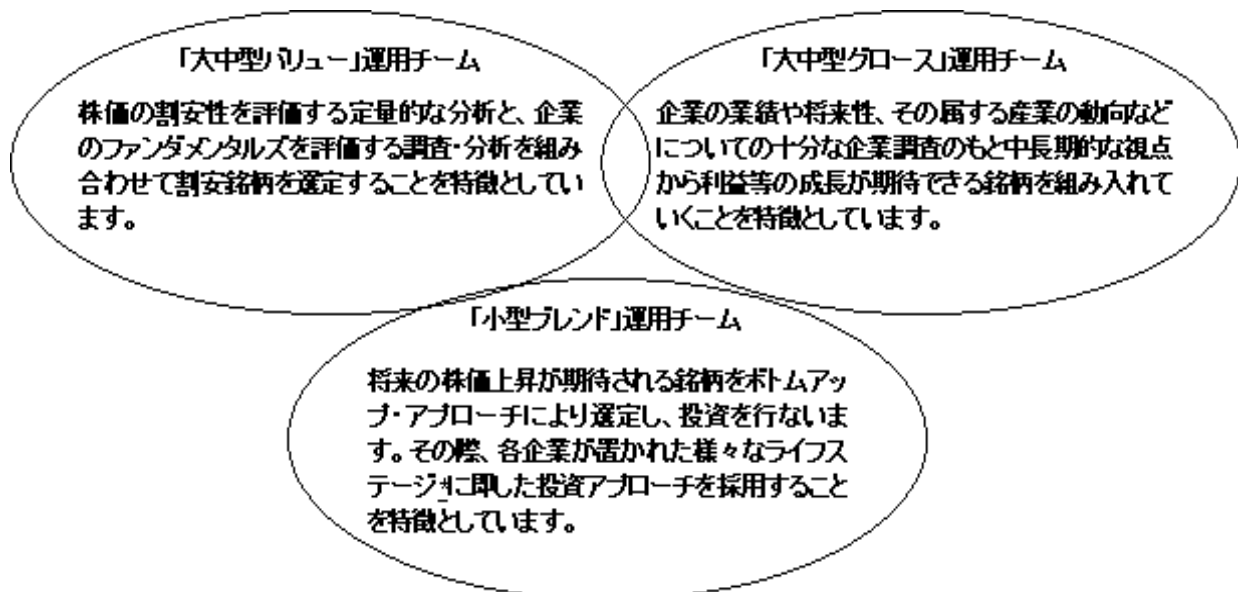 「大中型バリュー」運用チーム
株価の割安性を評価する定量的な分析と、企業
のファンダメンタルズを評価する調査・分析を組み
合わせて割安銘柄を選定することを特徴としてい
ます。
「大中型グロース」運用チーム
企業の業績や将来性、その属する産業の動向など
についての十分な企業調査のもと中長期的な視点
から利益等の成長が期待できる銘柄を組み入れて
いくことを特徴としています。
「小型ブレンド」運用チーム
将来の株価上昇が期待される銘柄をボトムアッ
プ・アプローチにより選定し、投資を行ないま
す。その際、各企業が置かれた様々なライフス
テージ*に即した投資アプローチを採用すること
を特徴としています。